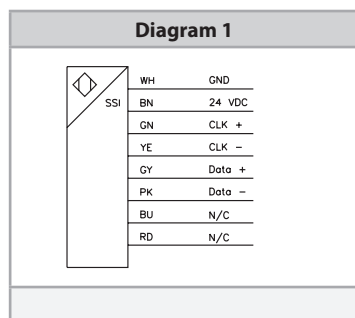 Diagram 1
SSI
WH GND
BN 24 VDC
GN CLK +
YE CLK -
GY Data +
PK Data -
BU N/C
RD N/C